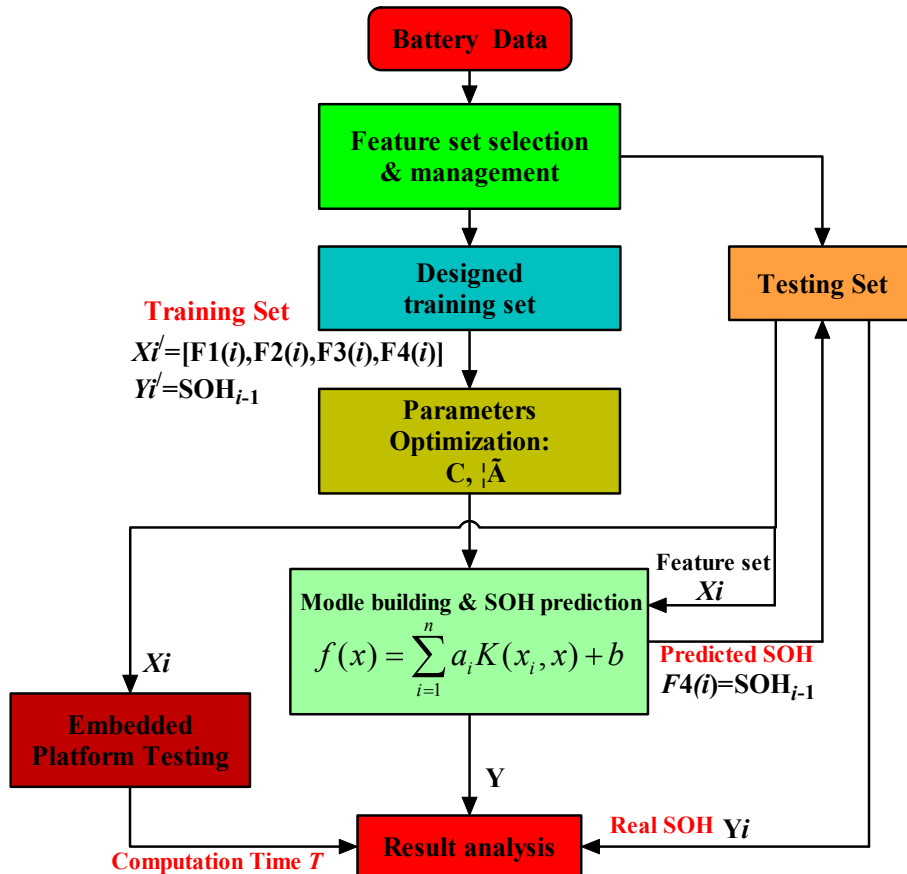 Battery Data
Feature set selection
& management
Designed
training set
Testing Set
Training Set
Xi/=[F1(i),F2(i),F3(i),F4(i)]
Yi/=SOHi-1
Parameters
Optimization:
C, ¦Ã
Feature set
Xi
Modle building & SOH prediction
f(x) = ∑ⁿᵢ₌₁ aᵢK(xᵢ, x) + b
Predicted SOH
F4(i)=SOHi-1
Xi
Embedded
Platform Testing
Y
Real SOH Yi
Result analysis
Computation Time T